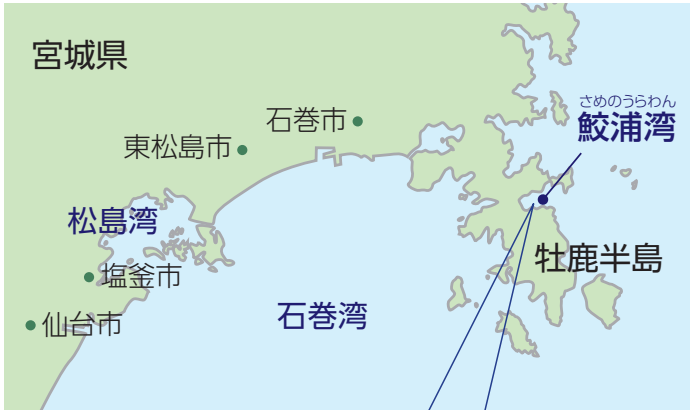 宮城県
さめのうらわん
鮫浦湾
石巻市
東松島市
松島湾
牡鹿半島
塩釜市
石巻湾
仙台市